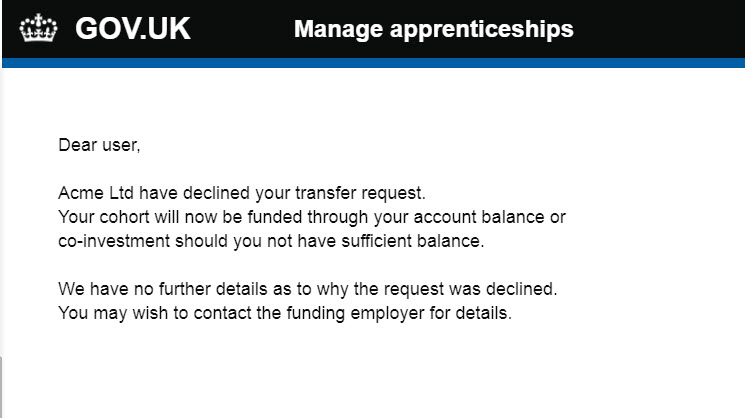 GOV.UK Manage apprenticeships
Dear user,
Acme Ltd have declined your transfer request.
Your cohort will now be funded through your account balance or
co-investment should you not have sufficient balance.
We have no further details as to why the request was declined.
You may wish to contact the funding employer for details.